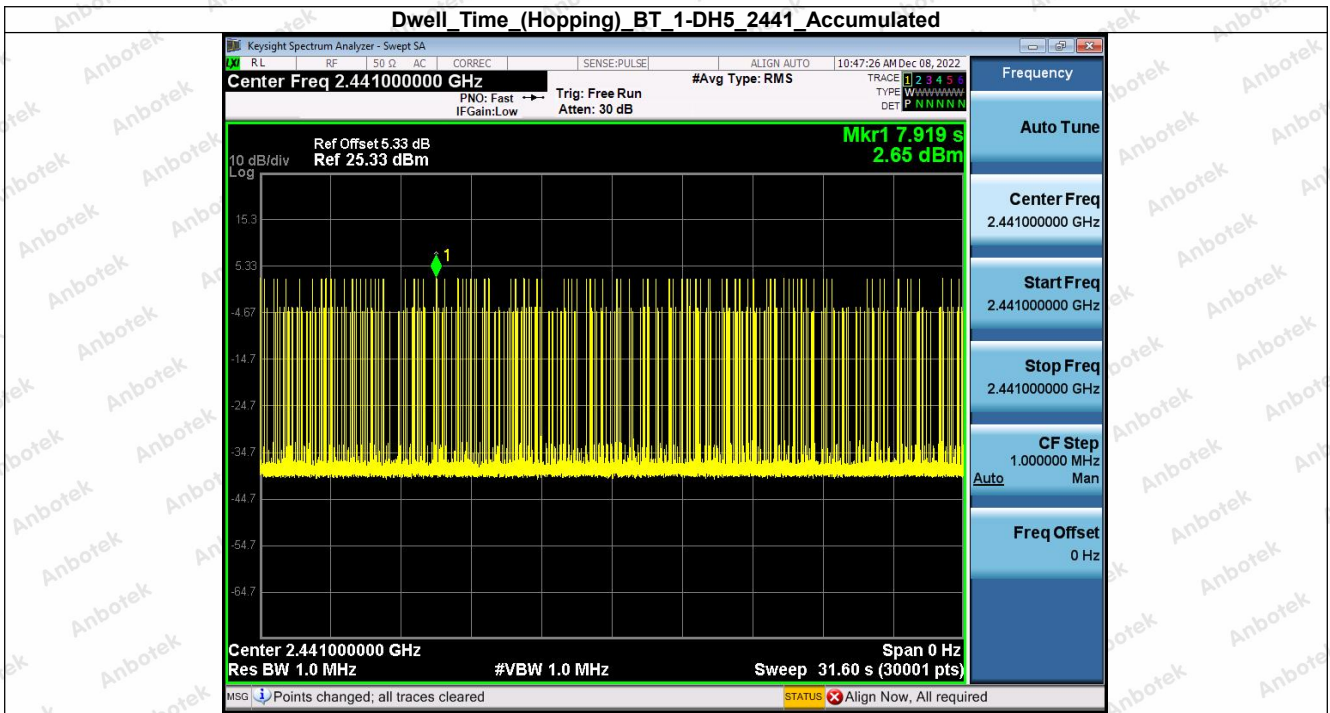 Dwell_Time_(Hopping)_BT_1-DH5_2441_Accumulated
Keysight Spectrum Analyzer - Swept SA
LXI RL RF 50 Ω AC CORREC SENSE:PULSE ALIGN AUTO 10:47:26 AM Dec 08, 2022
Center Freq 2.441000000 GHz
PNO: Fast
IFGain:Low
Trig: Free Run
Atten: 30 dB
#Avg Type: RMS
TRACE 1 2 3 4 5 6
TYPE WWWWWW
DET P N N N N N
Ref Offset 5.33 dB
Ref 25.33 dBm
10 dB/div
Log
Mkr1 7.919 s
2.65 dBm
15.3
5.33
-4.67
-14.7
-24.7
-34.7
-44.7
-54.7
-64.7
1
Center 2.441000000 GHz
Span 0 Hz
Res BW 1.0 MHz
#VBW 1.0 MHz
Sweep 31.60 s (30001 pts)
MSG Points changed; all traces cleared
STATUS Align Now, All required
Frequency
Auto Tune
Center Freq
2.441000000 GHz
Start Freq
2.441000000 GHz
Stop Freq
2.441000000 GHz
CF Step
1.000000 MHz
Auto Man
Freq Offset
0 Hz
Anbotek